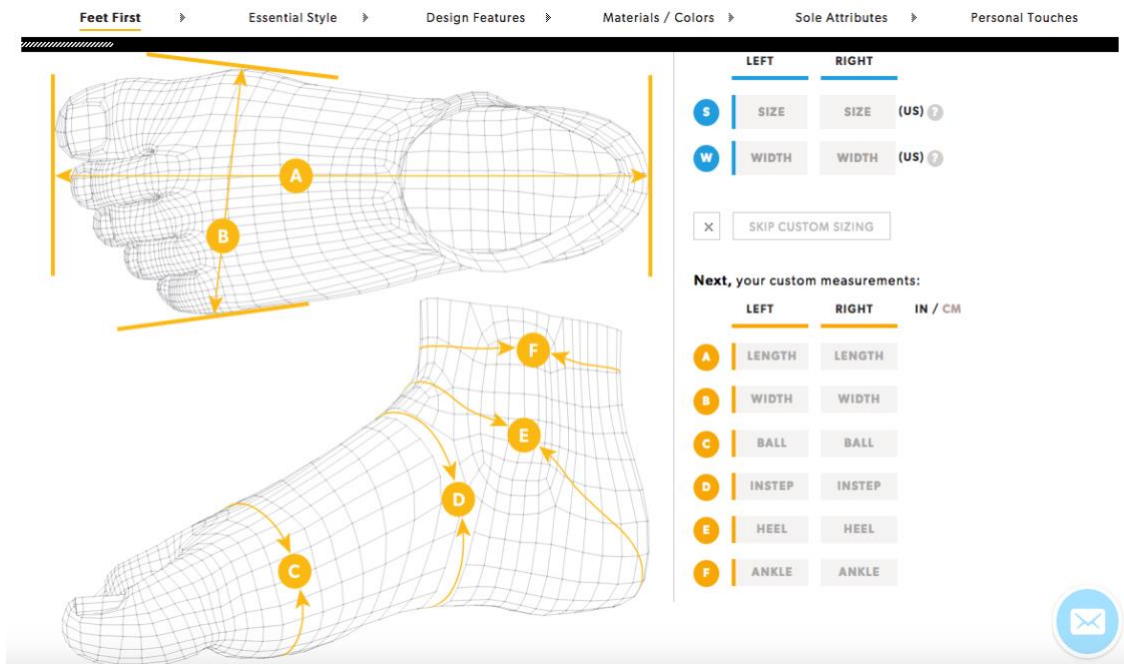 Feet First Essential Style Design Features Materials / Colors Sole Attributes Personal Touches
LEFT RIGHT
S SIZE SIZE (US) ?
W WIDTH WIDTH (US) ?
× SKIP CUSTOM SIZING
Next, your custom measurements:
LEFT RIGHT IN / CM
A LENGTH LENGTH
B WIDTH WIDTH
C BALL BALL
D INSTEP INSTEP
E HEEL HEEL
F ANKLE ANKLE
A
B
F
E
D
C